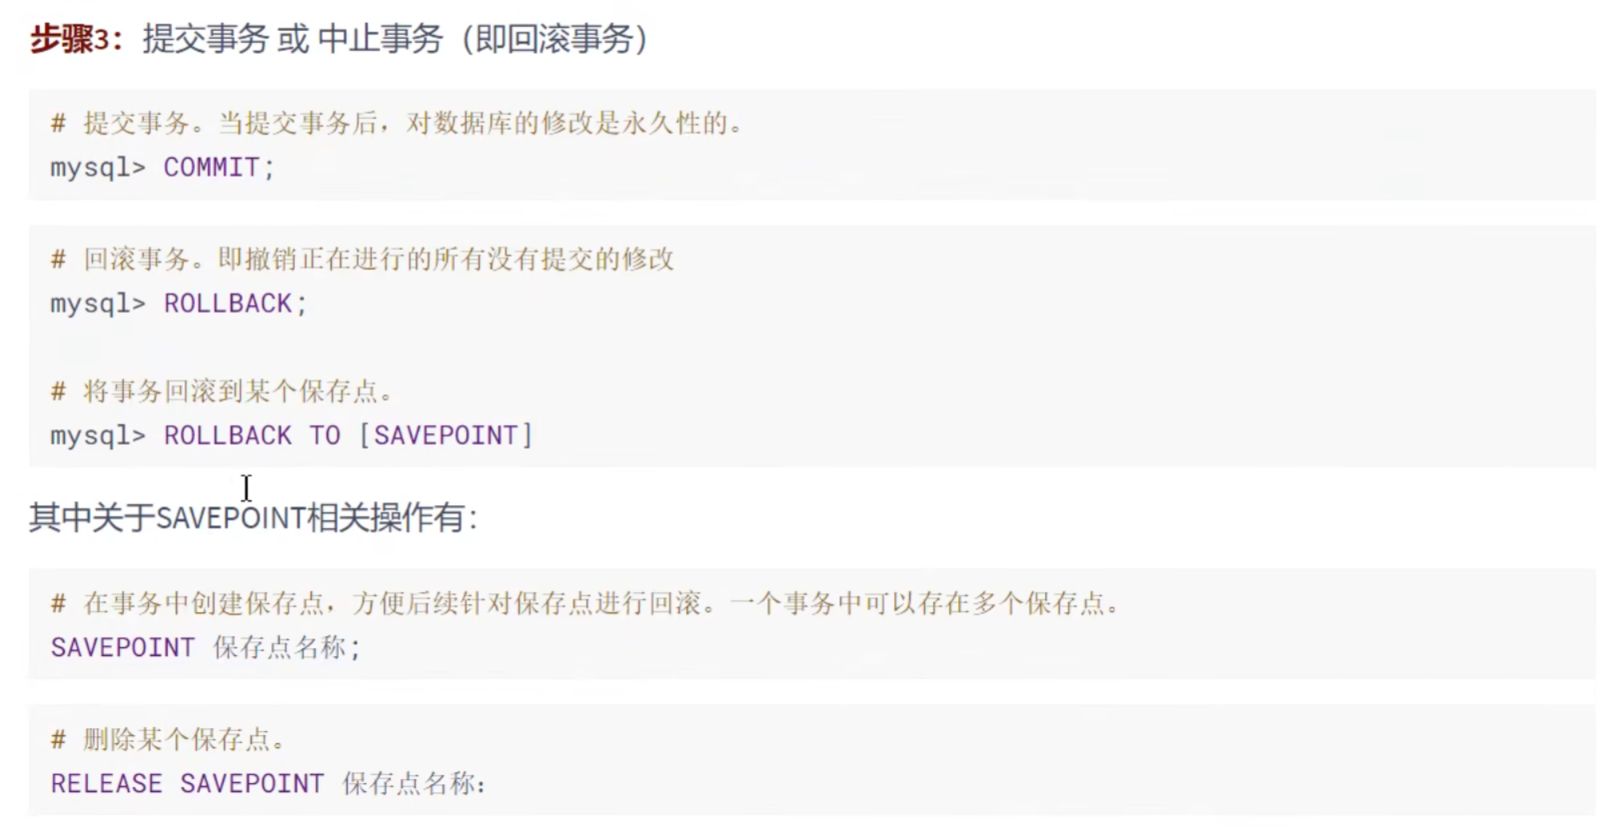 步骤3：提交事务 或 中止事务（即回滚事务）
# 提交事务。当提交事务后，对数据库的修改是永久性的。
mysql> COMMIT;
# 回滚事务。即撤销正在进行的所有没有提交的修改
mysql> ROLLBACK;
# 将事务回滚到某个保存点。
mysql> ROLLBACK TO [SAVEPOINT]
其中关于SAVEPOINT相关操作有：
# 在事务中创建保存点，方便后续针对保存点进行回滚。一个事务中可以存在多个保存点。
SAVEPOINT 保存点名称;
# 删除某个保存点。
RELEASE SAVEPOINT 保存点名称: